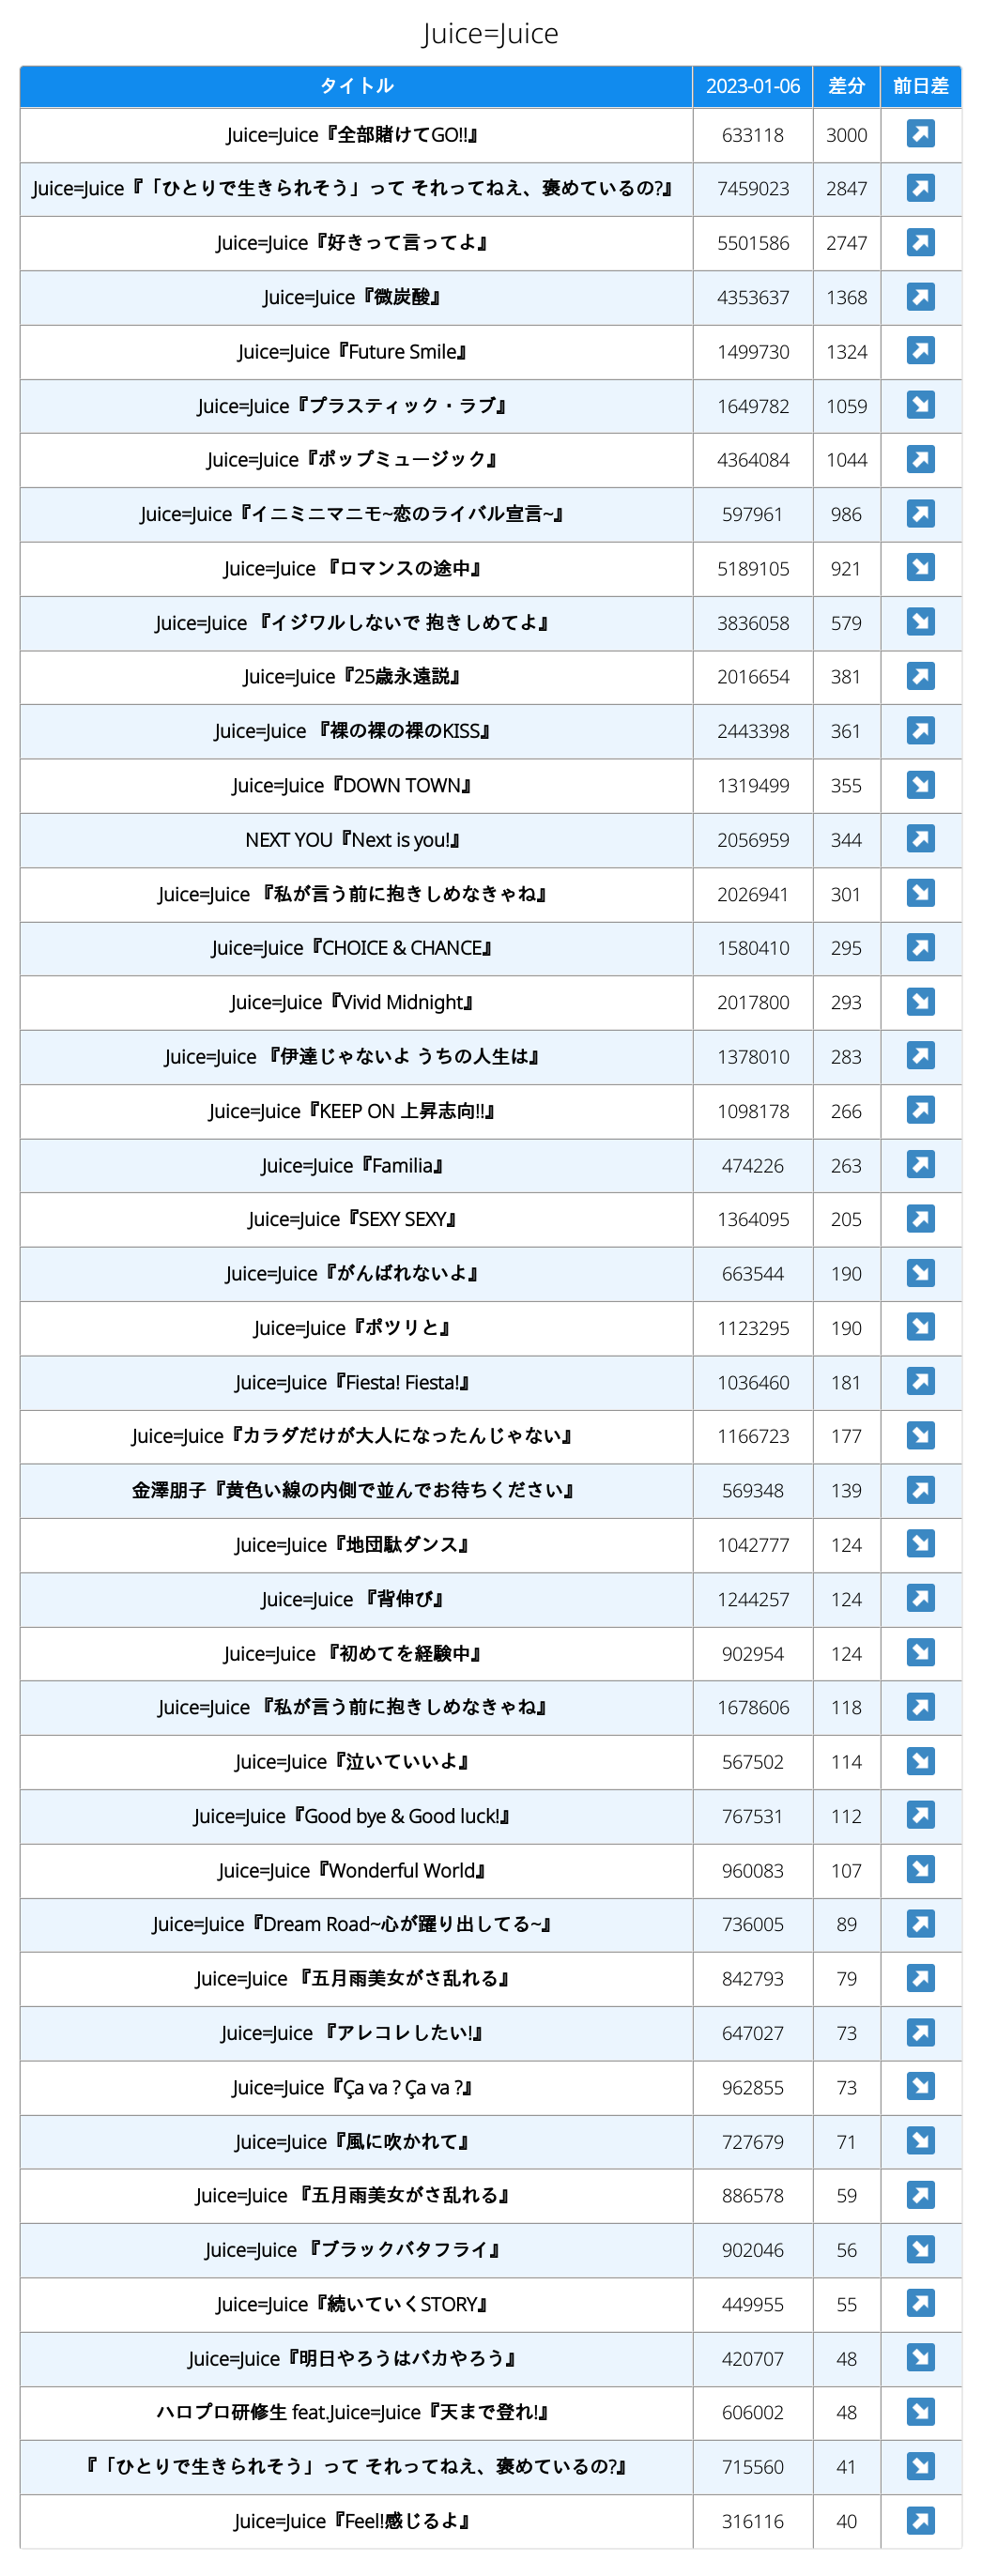 Juice=Juice
タイトル 2023-01-06 差分 前日差
Juice=Juice『全部賭けてGO!!』 633118 3000 ↗
Juice=Juice『「ひとりで生きられそう」って それってねえ、褒めているの?』 7459023 2847 ↗
Juice=Juice『好きって言ってよ』 5501586 2747 ↗
Juice=Juice『微炭酸』 4353637 1368 ↗
Juice=Juice『Future Smile』 1499730 1324 ↗
Juice=Juice『プラスティック・ラブ』 1649782 1059 ↘
Juice=Juice『ポップミュージック』 4364084 1044 ↗
Juice=Juice『イニミニマニモ~恋のライバル宣言~』 597961 986 ↗
Juice=Juice 『ロマンスの途中』 5189105 921 ↘
Juice=Juice 『イジワルしないで 抱きしめてよ』 3836058 579 ↘
Juice=Juice『25歳永遠説』 2016654 381 ↗
Juice=Juice 『裸の裸の裸のKISS』 2443398 361 ↗
Juice=Juice『DOWN TOWN』 1319499 355 ↘
NEXT YOU『Next is you!』 2056959 344 ↗
Juice=Juice 『私が言う前に抱きしめなきゃね』 2026941 301 ↘
Juice=Juice『CHOICE & CHANCE』 1580410 295 ↗
Juice=Juice『Vivid Midnight』 2017800 293 ↘
Juice=Juice 『伊達じゃないよ うちの人生は』 1378010 283 ↗
Juice=Juice『KEEP ON 上昇志向!!』 1098178 266 ↗
Juice=Juice『Familia』 474226 263 ↗
Juice=Juice『SEXY SEXY』 1364095 205 ↗
Juice=Juice『がんばれないよ』 663544 190 ↘
Juice=Juice『ポツリと』 1123295 190 ↘
Juice=Juice『Fiesta! Fiesta!』 1036460 181 ↗
Juice=Juice『カラダだけが大人になったんじゃない』 1166723 177 ↘
金澤朋子『黄色い線の内側で並んでお待ちください』 569348 139 ↗
Juice=Juice『地団駄ダンス』 1042777 124 ↘
Juice=Juice 『背伸び』 1244257 124 ↗
Juice=Juice 『初めてを経験中』 902954 124 ↘
Juice=Juice 『私が言う前に抱きしめなきゃね』 1678606 118 ↗
Juice=Juice『泣いていいよ』 567502 114 ↘
Juice=Juice『Good bye & Good luck!』 767531 112 ↗
Juice=Juice『Wonderful World』 960083 107 ↘
Juice=Juice『Dream Road~心が躍り出してる~』 736005 89 ↗
Juice=Juice 『五月雨美女がさ乱れる』 842793 79 ↗
Juice=Juice 『アレコレしたい!』 647027 73 ↗
Juice=Juice『Ça va ? Ça va ?』 962855 73 ↘
Juice=Juice『風に吹かれて』 727679 71 ↘
Juice=Juice 『五月雨美女がさ乱れる』 886578 59 ↗
Juice=Juice 『ブラックバタフライ』 902046 56 ↘
Juice=Juice『続いていくSTORY』 449955 55 ↗
Juice=Juice『明日やろうはバカやろう』 420707 48 ↘
ハロプロ研修生 feat.Juice=Juice『天まで登れ!』 606002 48 ↘
『「ひとりで生きられそう」って それってねえ、褒めているの?』 715560 41 ↘
Juice=Juice『Feel!感じるよ』 316116 40 ↗